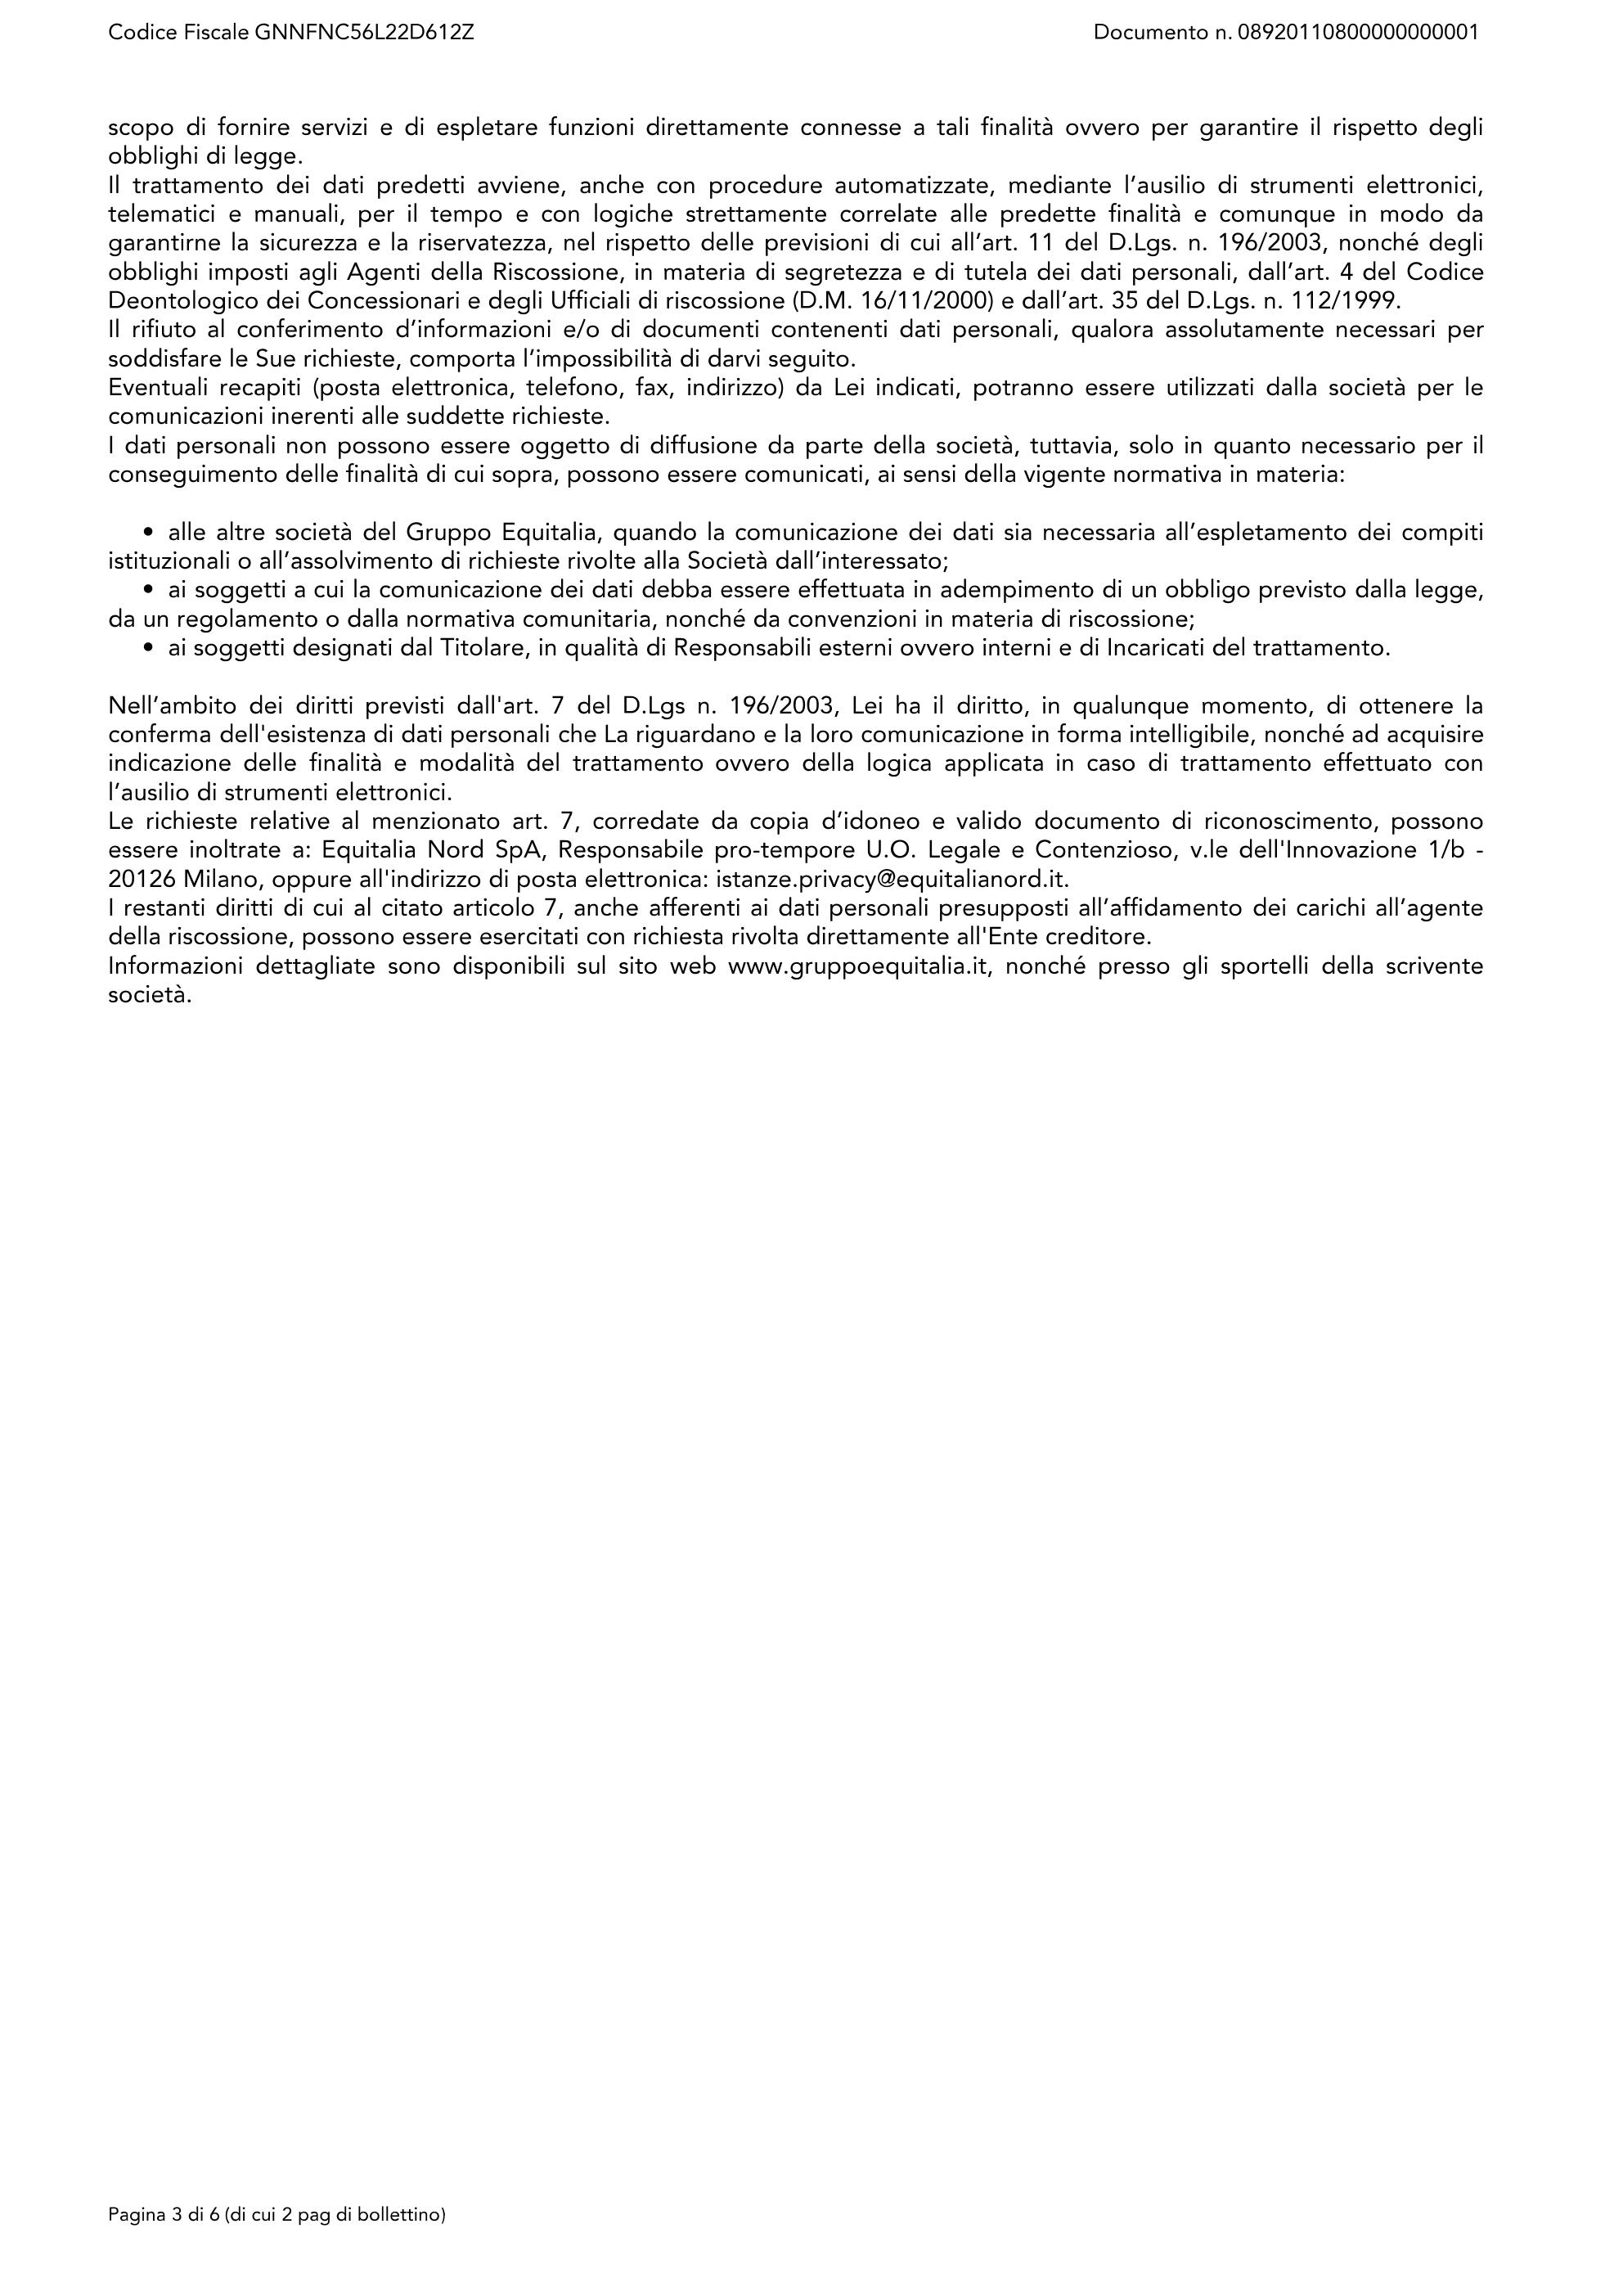 Codice Fiscale GNNFNC56L22D612Z
Documento n. 08920110800000000001
scopo di fornire servizi e di espletare funzioni direttamente connesse a tali finalità ovvero per garantire il rispetto degli
obblighi di legge.
Il trattamento dei dati predetti avviene, anche con procedure automatizzate, mediante l’ausilio di strumenti elettronici,
telematici e manuali, per il tempo e con logiche strettamente correlate alle predette finalità e comunque in modo da
garantirne la sicurezza e la riservatezza, nel rispetto delle previsioni di cui all’art. 11 del D.Lgs. n. 196/2003, nonché degli
obblighi imposti agli Agenti della Riscossione, in materia di segretezza e di tutela dei dati personali, dall’art. 4 del Codice
Deontologico dei Concessionari e degli Ufficiali di riscossione (D.M. 16/11/2000) e dall’art. 35 del D.Lgs. n. 112/1999.
Il rifiuto al conferimento d’informazioni e/o di documenti contenenti dati personali, qualora assolutamente necessari per
soddisfare le Sue richieste, comporta l’impossibilità di darvi seguito.
Eventuali recapiti (posta elettronica, telefono, fax, indirizzo) da Lei indicati, potranno essere utilizzati dalla società per le
comunicazioni inerenti alle suddette richieste.
I dati personali non possono essere oggetto di diffusione da parte della società, tuttavia, solo in quanto necessario per il
conseguimento delle finalità di cui sopra, possono essere comunicati, ai sensi della vigente normativa in materia:
• alle altre società del Gruppo Equitalia, quando la comunicazione dei dati sia necessaria all’espletamento dei compiti
istituzionali o all’assolvimento di richieste rivolte alla Società dall’interessato;
• ai soggetti a cui la comunicazione dei dati debba essere effettuata in adempimento di un obbligo previsto dalla legge,
da un regolamento o dalla normativa comunitaria, nonché da convenzioni in materia di riscossione;
• ai soggetti designati dal Titolare, in qualità di Responsabili esterni ovvero interni e di Incaricati del trattamento.
Nell’ambito dei diritti previsti dall'art. 7 del D.Lgs n. 196/2003, Lei ha il diritto, in qualunque momento, di ottenere la
conferma dell'esistenza di dati personali che La riguardano e la loro comunicazione in forma intelligibile, nonché ad acquisire
indicazione delle finalità e modalità del trattamento ovvero della logica applicata in caso di trattamento effettuato con
l’ausilio di strumenti elettronici.
Le richieste relative al menzionato art. 7, corredate da copia d’idoneo e valido documento di riconoscimento, possono
essere inoltrate a: Equitalia Nord SpA, Responsabile pro-tempore U.O. Legale e Contenzioso, v.le dell'Innovazione 1/b -
20126 Milano, oppure all'indirizzo di posta elettronica: istanze.privacy@equitalianord.it.
I restanti diritti di cui al citato articolo 7, anche afferenti ai dati personali presupposti all’affidamento dei carichi all’agente
della riscossione, possono essere esercitati con richiesta rivolta direttamente all'Ente creditore.
Informazioni dettagliate sono disponibili sul sito web www.gruppoequitalia.it, nonché presso gli sportelli della scrivente
società.
Pagina 3 di 6 (di cui 2 pag di bollettino)